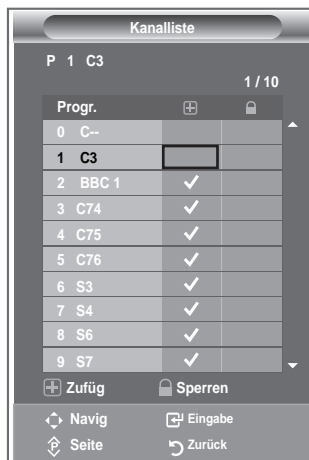 Kanalliste
P 1 C3
1 / 10
Progr.
0 C--
1 C3
2 BBC 1
3 C74
4 C75
5 C76
6 S3
7 S4
8 S6
9 S7
Zufüg Sperren
Navig Eingabe
Seite Zurück